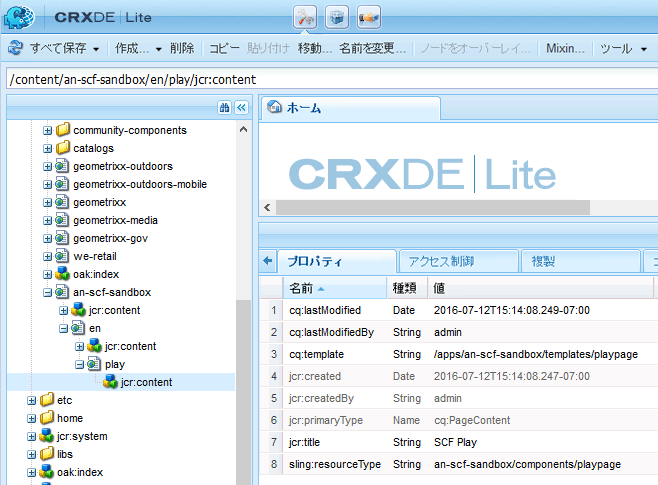 CRXDE | Lite
すべて保存 作成... 削除 コピー 貼り付け 移動... 名前を変更... ノードをオーバーレイ... Mixin... ツール
/content/an-scf-sandbox/en/play/jcr:content
community-components
catalogs
geometrixx-outdoors
geometrixx-outdoors-mobile
geometrixx
geometrixx-media
geometrixx-gov
we-retail
oak:index
an-scf-sandbox
jcr:content
en
jcr:content
play
jcr:content
etc
home
jcr:system
libs
oak:index
ホーム
CRXDE | Lite
プロパティ アクセス制御 複製
名前 種類 値
1 cq:lastModified Date 2016-07-12T15:14:08.249-07:00
2 cq:lastModifiedBy String admin
3 cq:template String /apps/an-scf-sandbox/templates/playpage
4 jcr:created Date 2016-07-12T15:14:08.247-07:00
5 jcr:createdBy String admin
6 jcr:primaryType Name cq:PageContent
7 jcr:title String SCF Play
8 sling:resourceType String an-scf-sandbox/components/playpage